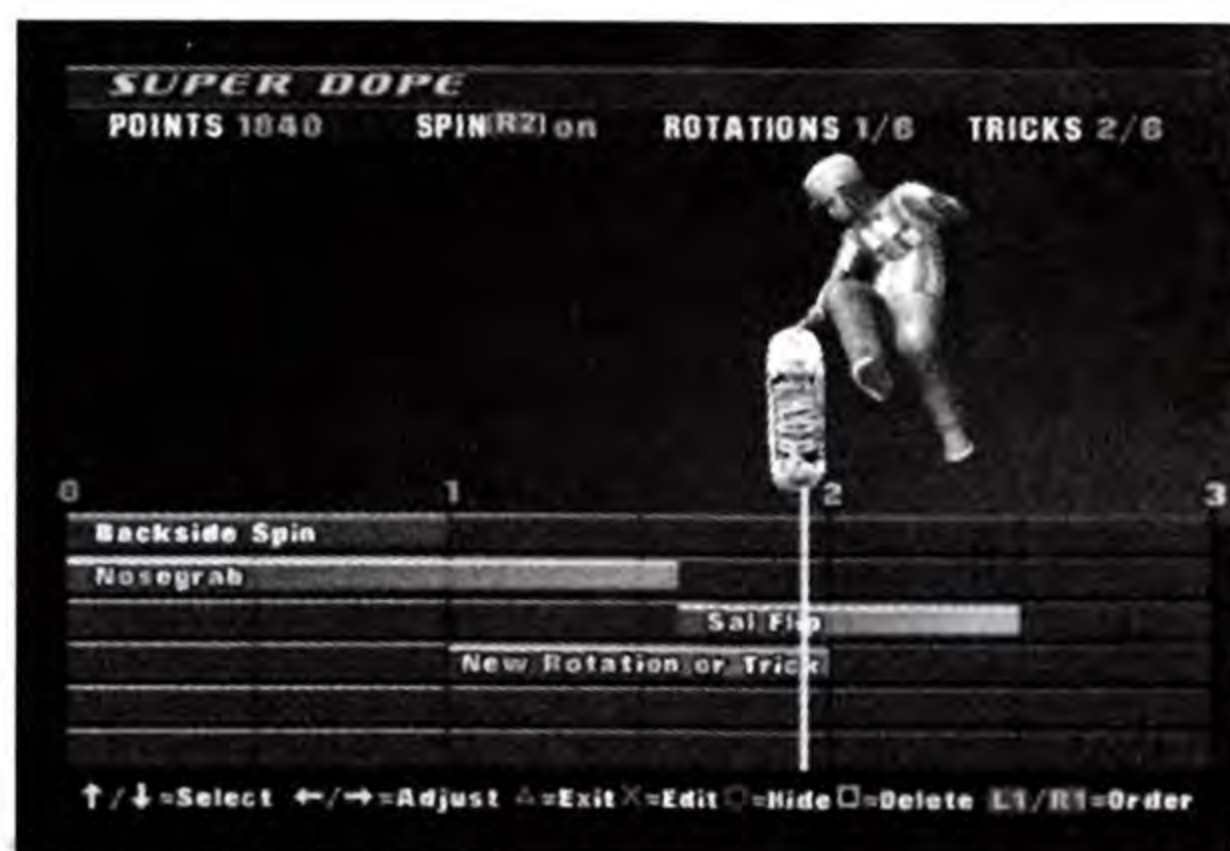 SUPER DOPE
POINTS 1840 SPIN(R2) on ROTATIONS 1/6 TRICKS 2/6
0 1 2 3
Backside Spin
Nosegrab
Sal Flip
New Rotation or Trick
↑/↓=Select ←/→=Adjust △=Exit X=Edit ○=Hide □=Delete L1/R1=Order